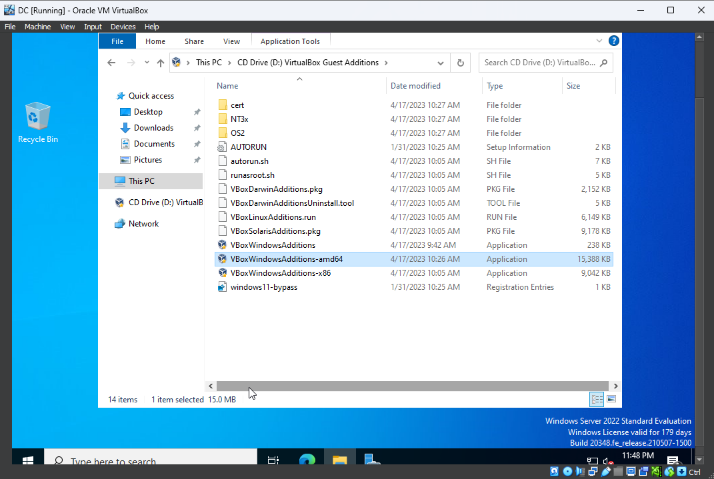 DC [Running] - Oracle VM VirtualBox
File Machine View Input Devices Help
File Home Share View Application Tools
This PC > CD Drive (D:) VirtualBox Guest Additions >
Search CD Drive (D:) VirtualBo...
Name Date modified Type Size
Quick access
Desktop
Downloads
Documents
Pictures
This PC
CD Drive (D:) VirtualB
Network
Recycle Bin
cert 4/17/2023 10:27 AM File folder
NT3x 4/17/2023 10:27 AM File folder
OS2 4/17/2023 10:27 AM File folder
AUTORUN 1/31/2023 10:25 AM Setup Information 2 KB
autorun.sh 4/17/2023 10:05 AM SH File 7 KB
runasroot.sh 4/17/2023 10:05 AM SH File 5 KB
VBoxDarwinAdditions.pkg 4/17/2023 10:05 AM PKG File 2,152 KB
VBoxDarwinAdditionsUninstall.tool 4/17/2023 10:05 AM TOOL File 5 KB
VBoxLinuxAdditions.run 4/17/2023 10:05 AM RUN File 6,149 KB
VBoxSolarisAdditions.pkg 4/17/2023 10:05 AM PKG File 9,178 KB
VBoxWindowsAdditions 4/17/2023 9:42 AM Application 238 KB
VBoxWindowsAdditions-amd64 4/17/2023 10:26 AM Application 15,388 KB
VBoxWindowsAdditions-x86 4/17/2023 10:05 AM Application 9,042 KB
windows11-bypass 1/31/2023 10:25 AM Registration Entries 1 KB
14 items 1 item selected 15.0 MB
Windows Server 2022 Standard Evaluation
Windows License valid for 179 days
Build 20348.fe_release.210507-1500
Type here to search
11:48 PM
Ctrl